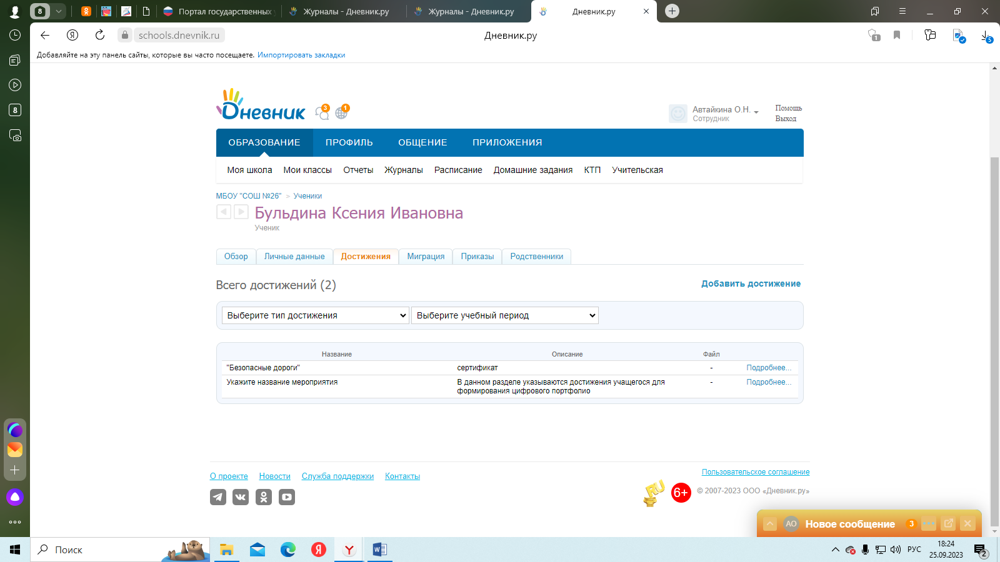 8
Портал государственных
Журналы - Дневник.ру
Журналы - Дневник.ру
Дневник.ру
Я
schools.dnevnik.ru
Дневник.ру
1
5
Добавляйте на эту панель сайты, которые вы часто посещаете. Импортировать закладки
8
Дневник
3
1
Автайкина О.Н.
Сотрудник
Помощь
Выход
ОБРАЗОВАНИЕ ПРОФИЛЬ ОБЩЕНИЕ ПРИЛОЖЕНИЯ
Моя школа Мои классы Отчеты Журналы Расписание Домашние задания КТП Учительская
МБОУ "СОШ №26" > Ученики
Бульдина Ксения Ивановна
Ученик
Обзор Личные данные Достижения Миграция Приказы Родственники
Всего достижений (2)
Добавить достижение
Выберите тип достижения Выберите учебный период
Название Описание Файл
"Безопасные дороги" сертификат - Подробнее...
Укажите название мероприятия В данном разделе указываются достижения учащегося для - Подробнее...
формирования цифрового портфолио
О проекте Новости Служба поддержки Контакты
Пользовательское соглашение
RU
6+
© 2007-2023 ООО «Дневник.ру»
АО Новое сообщение 3
Поиск
Я
Y
W
РУС
18:24
25.09.2023
2